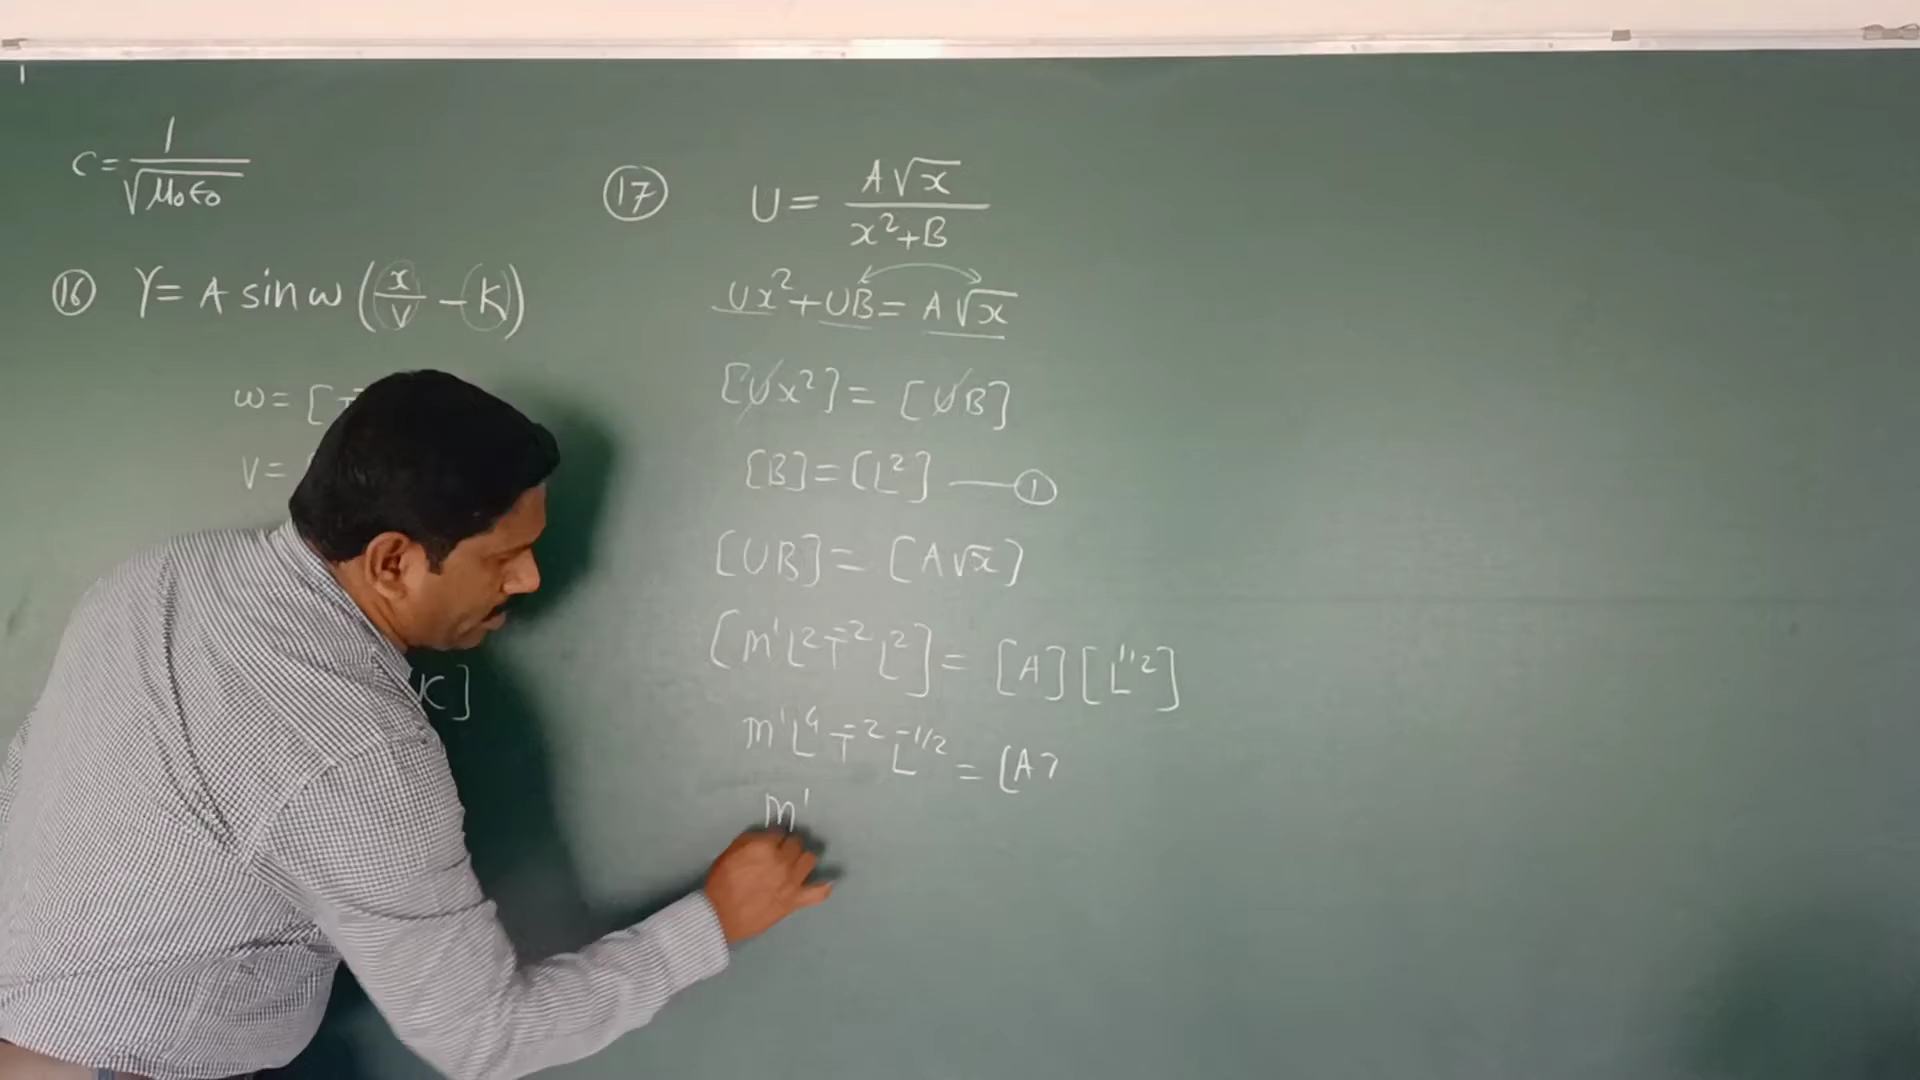 C = 1/√μ₀ϵ₀
⑯ Y = A sin ω (x/v − K)
ω = [T
V =
K]
⑰ U = A√x / x² + B
Ux² + UB = A√x
[Ux²] = [UB]
[B] = [L²] —— ①
[UB] = [A√x]
[M¹L²T⁻²L²] = [A][L^1/2]
M¹L⁴T⁻²L^-1/2 = [A]
M¹